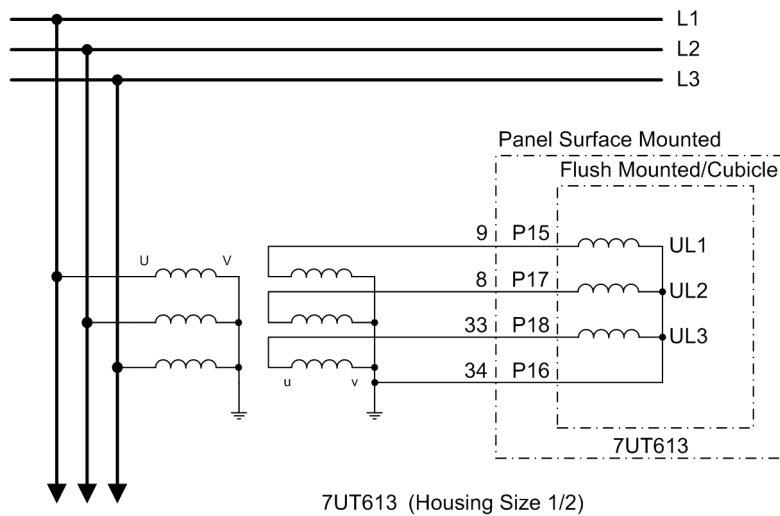 L1
L2
L3
Panel Surface Mounted
Flush Mounted/Cubicle
U V
9 P15 UL1
8 P17 UL2
33 P18 UL3
34 P16
u v
7UT613
7UT613 (Housing Size 1/2)